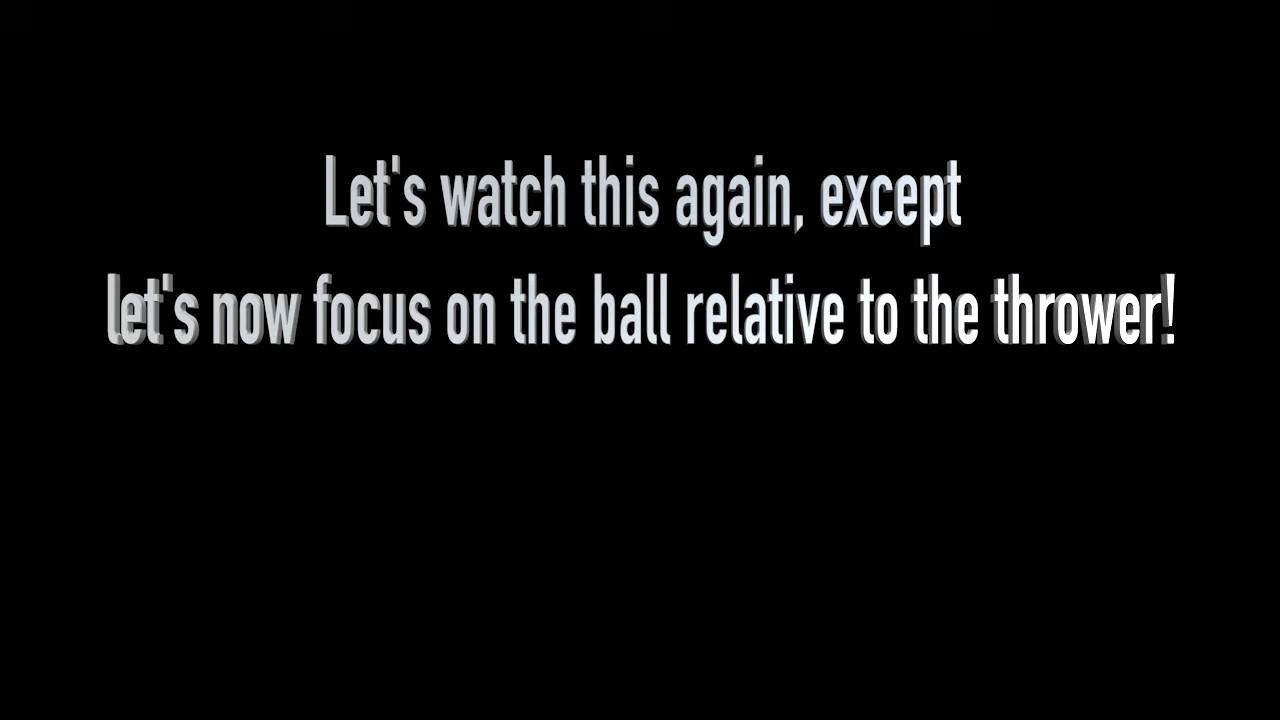 Let's watch this again, except
let's now focus on the ball relative to the thrower!